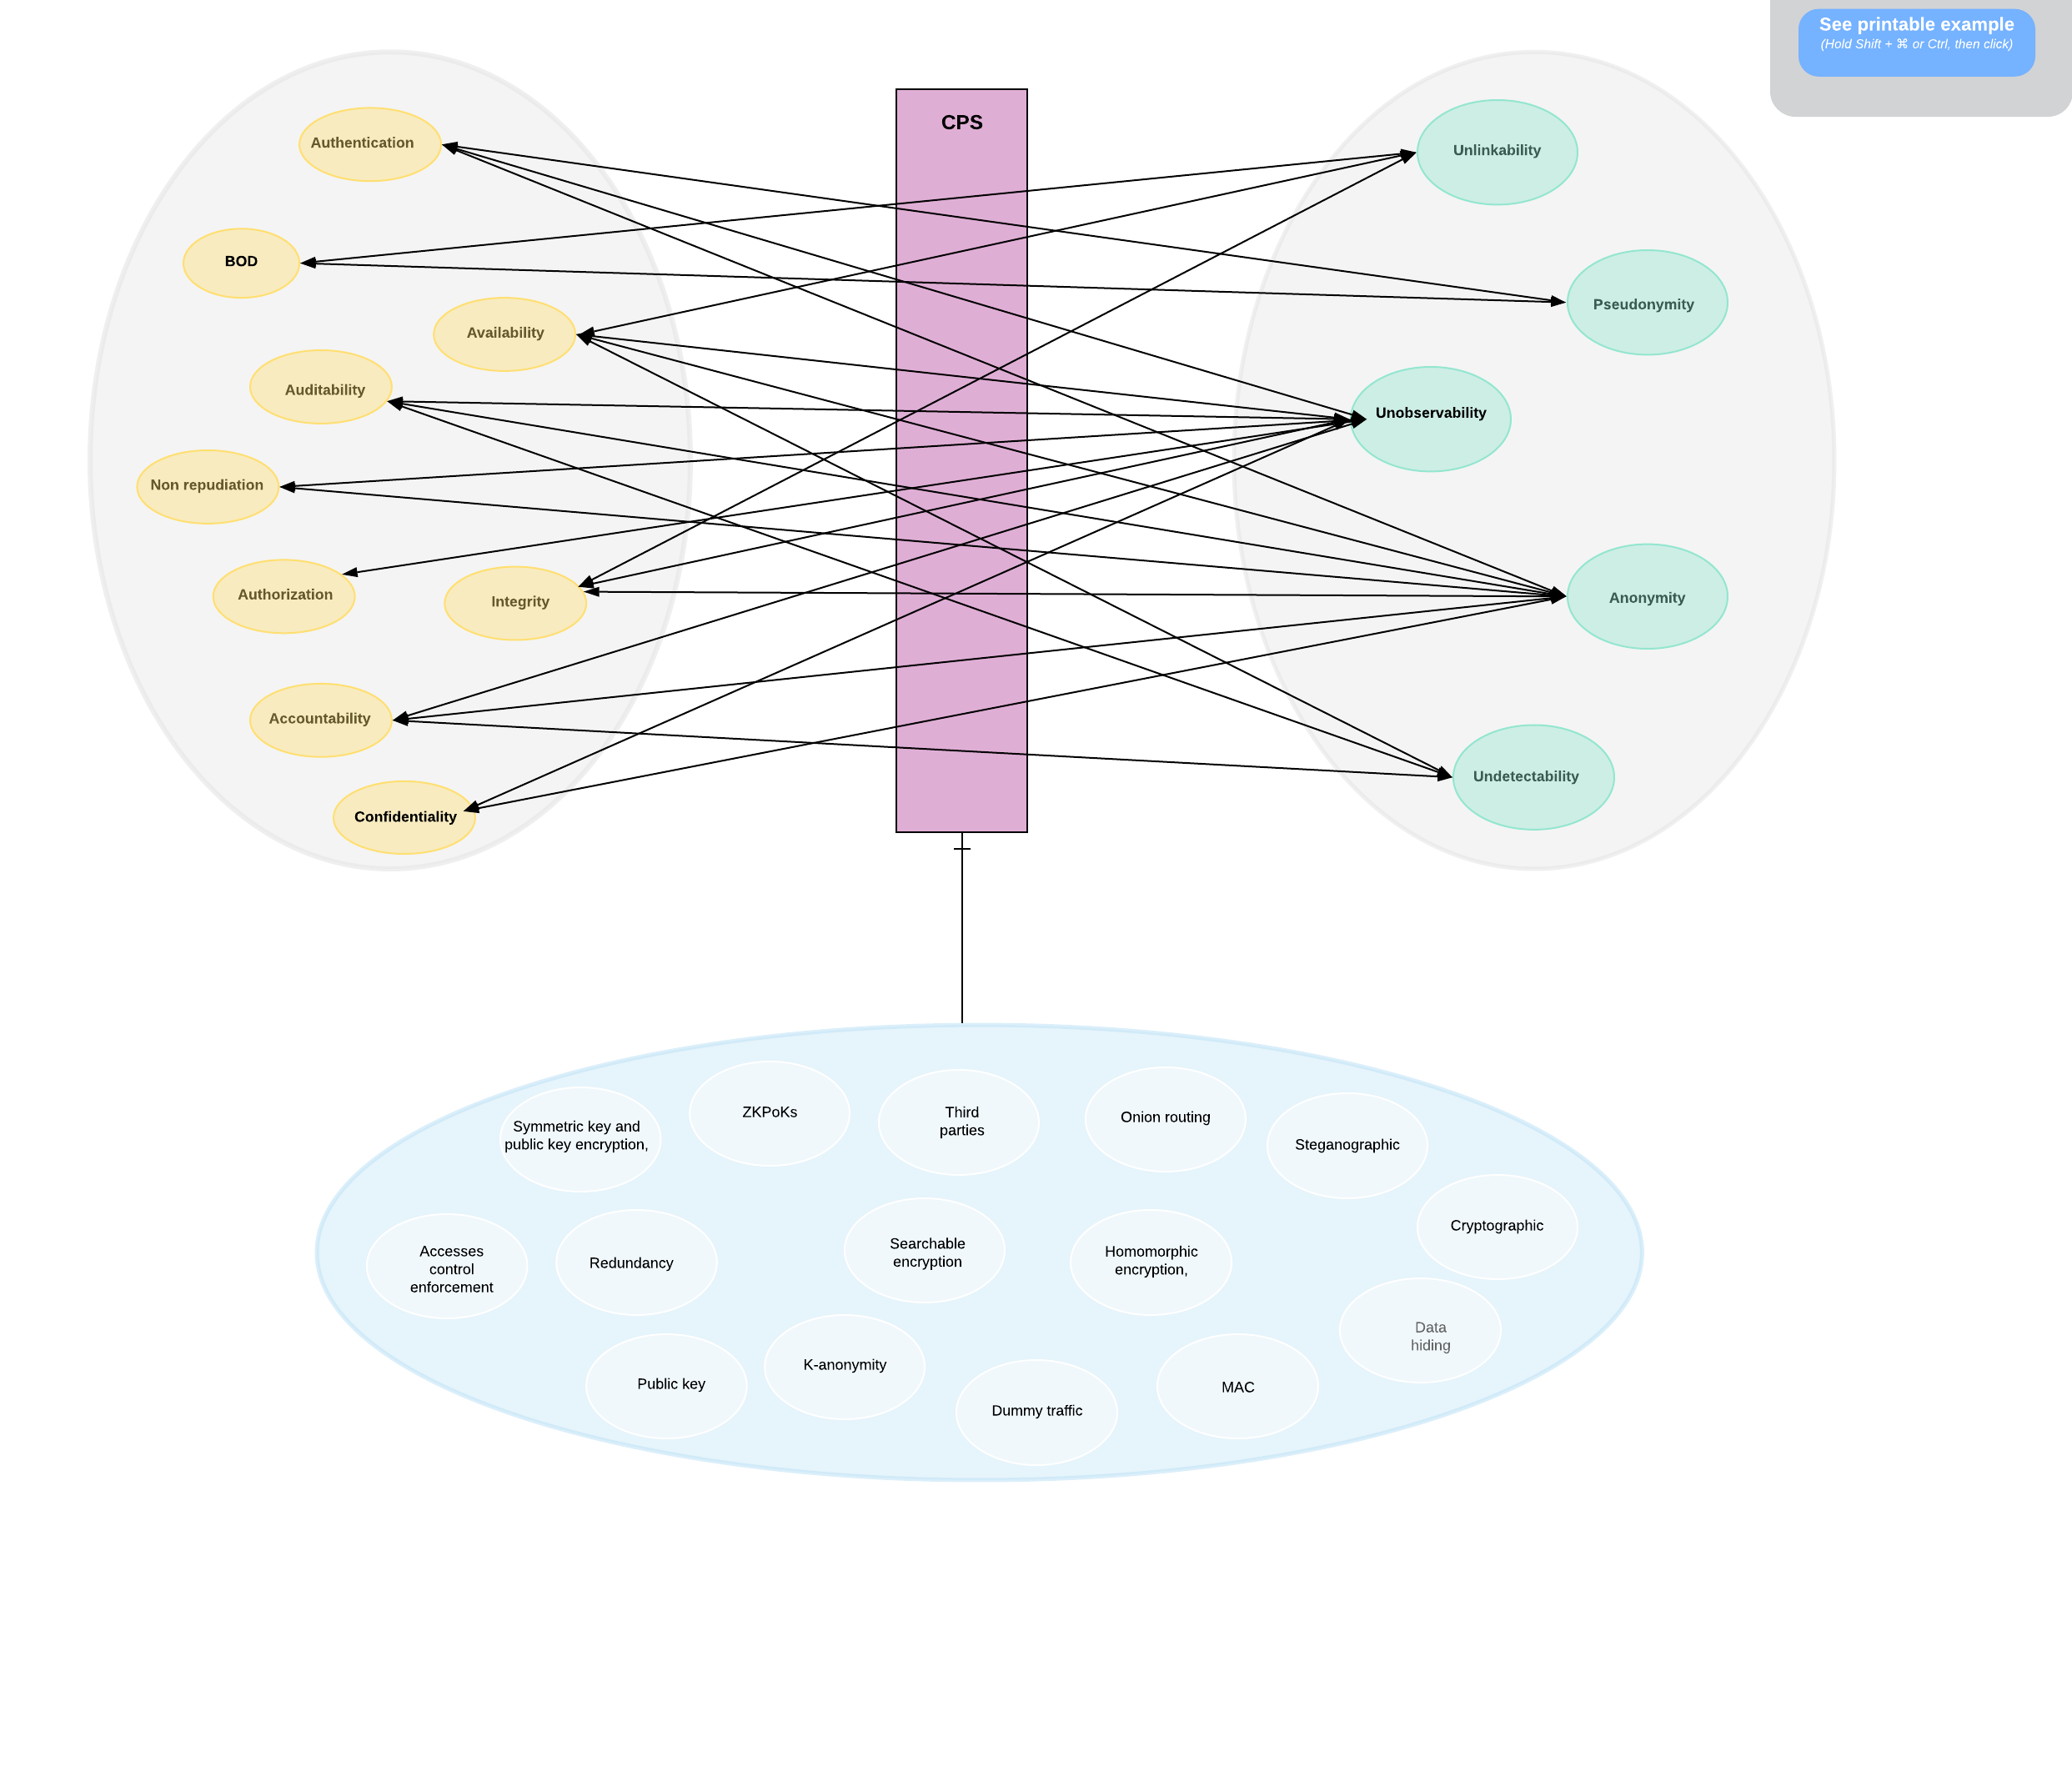 See printable example
(Hold Shift + ⌘ or Ctrl, then click)
CPS
Authentication
BOD
Availability
Auditability
Non repudiation
Authorization
Integrity
Accountability
Confidentiality
Unlinkability
Pseudonymity
Unobservability
Anonymity
Undetectability
Symmetric key and
public key encryption,
ZKPoKs
Third
parties
Onion routing
Steganographic
Cryptographic
Accesses
control
enforcement
Redundancy
Searchable
encryption
Homomorphic
encryption,
Data
hiding
Public key
K-anonymity
Dummy traffic
MAC